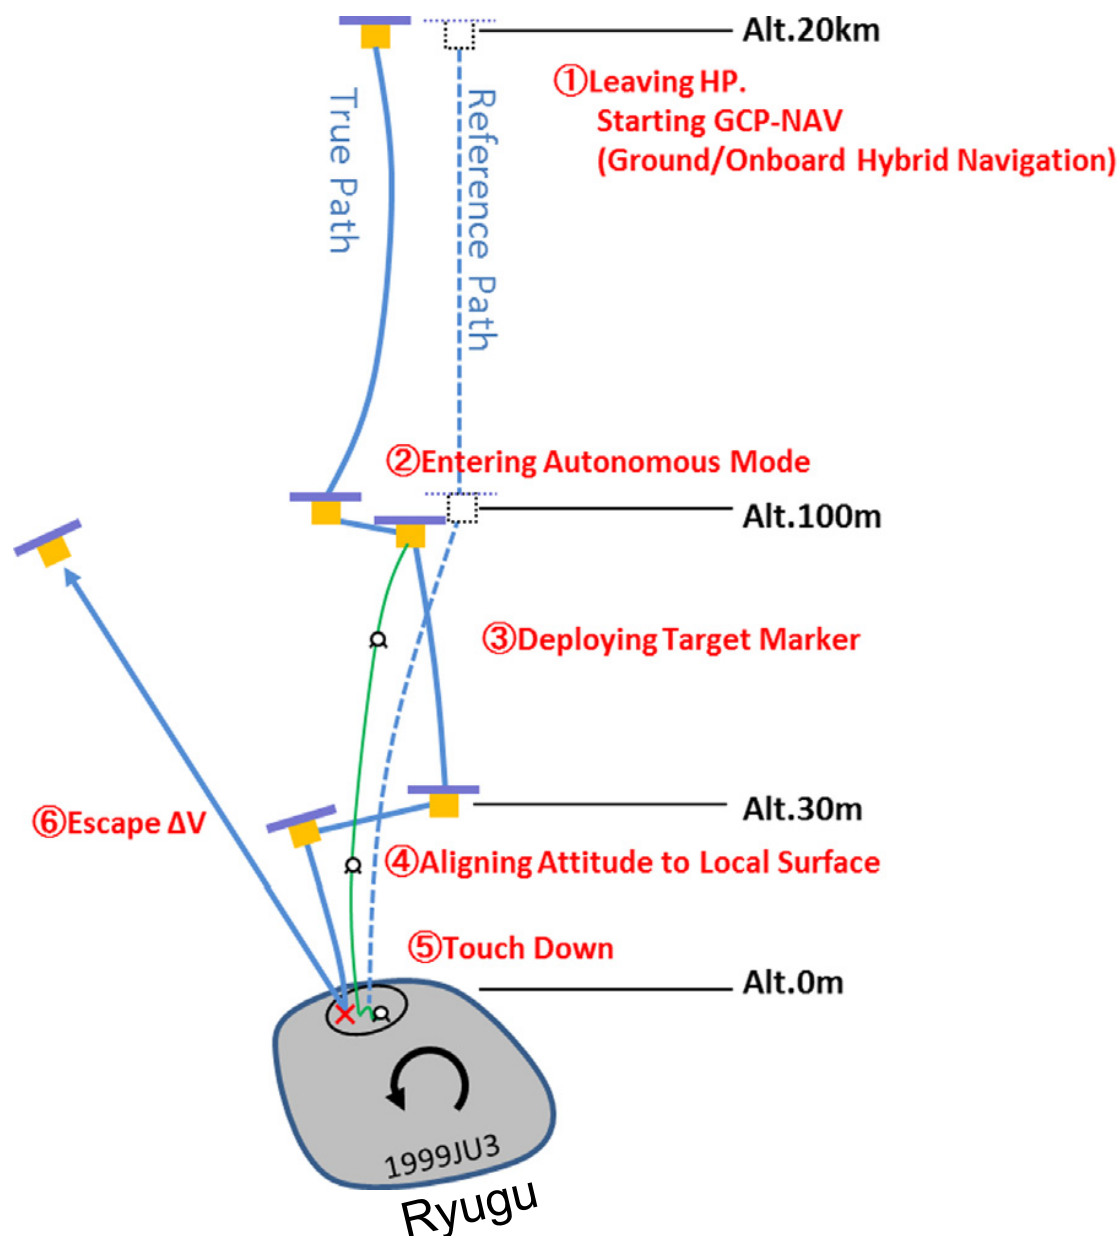 Alt.20km
①Leaving HP.
Starting GCP-NAV
(Ground/Onboard Hybrid Navigation)
True Path
Reference Path
②Entering Autonomous Mode
Alt.100m
③Deploying Target Marker
Alt.30m
⑥Escape ΔV
④Aligning Attitude to Local Surface
⑤Touch Down
Alt.0m
1999JU3
Ryugu